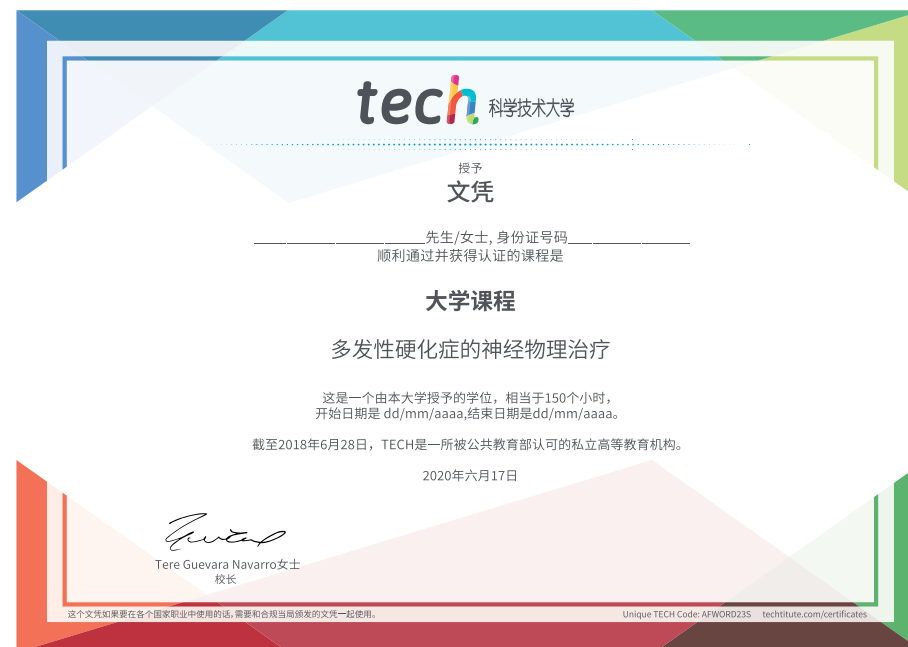 tech 科学技术大学
授予
文凭
先生/女士, 身份证号码
顺利通过并获得认证的课程是
大学课程
多发性硬化症的神经物理治疗
这是一个由本大学授予的学位，相当于150个小时，
开始日期是 dd/mm/aaaa,结束日期是dd/mm/aaaa。
截至2018年6月28日，TECH是一所被公共教育部认可的私立高等教育机构。
2020年六月17日
Tere Guevara Navarro女士
校长
这个文凭如果要在各个国家职业中使用的话,需要和合规当局颁发的文凭一起使用。
Unique TECH Code: AFWORD23S techtitute.com/certificates